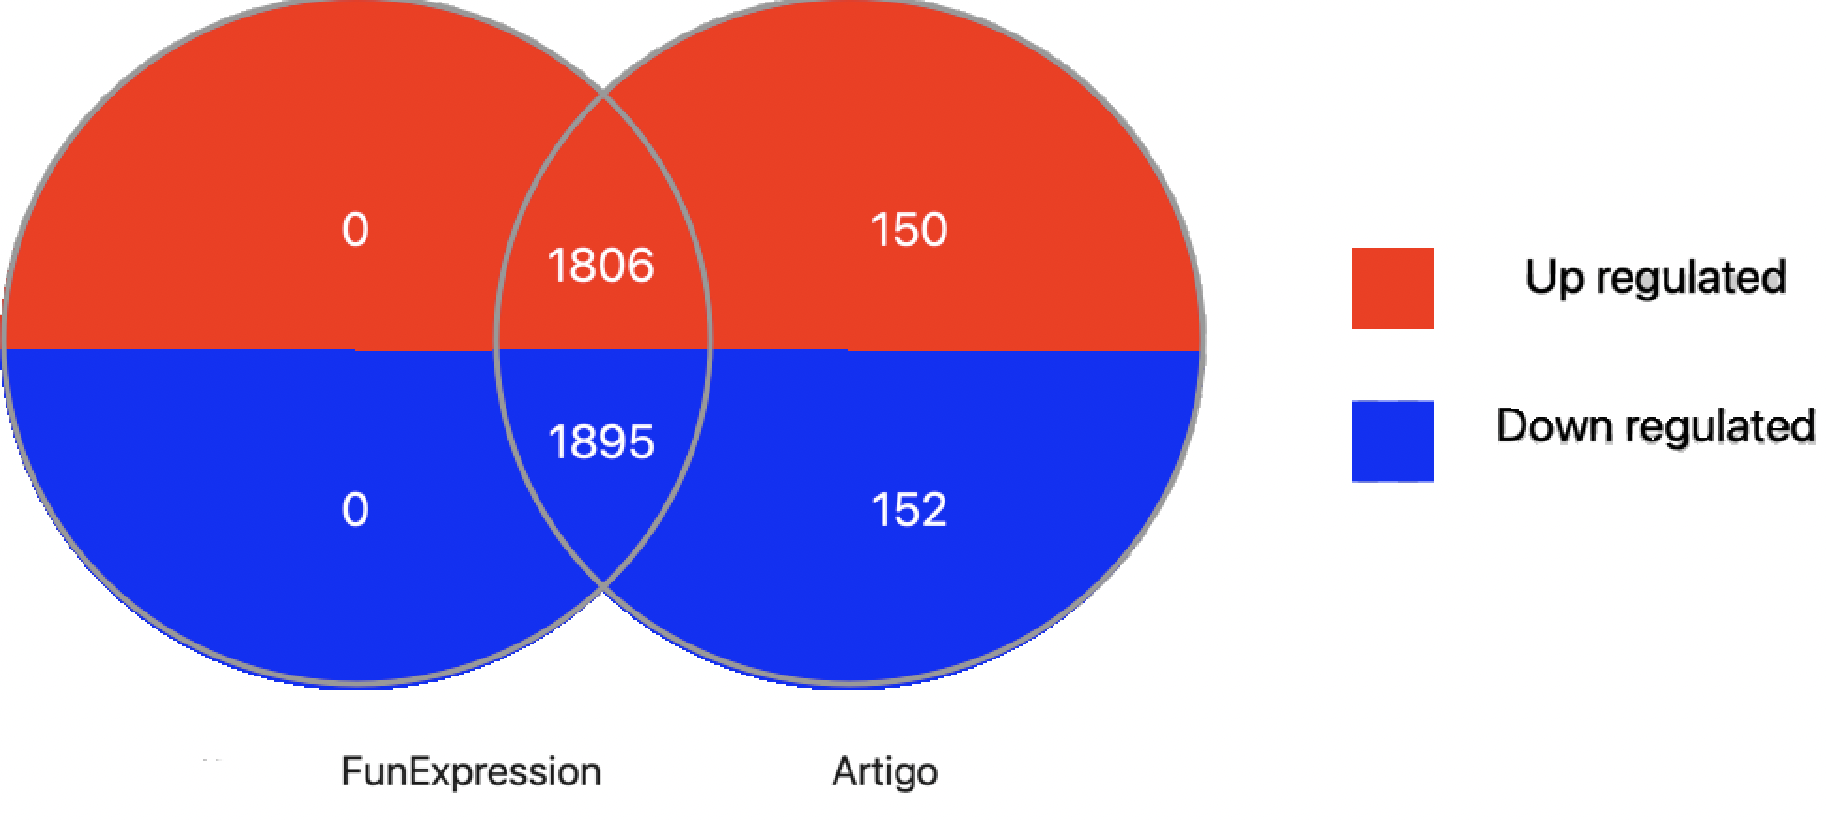 0
1806
150
1895
0
152
Up regulated
Down regulated
FunExpression
Artigo